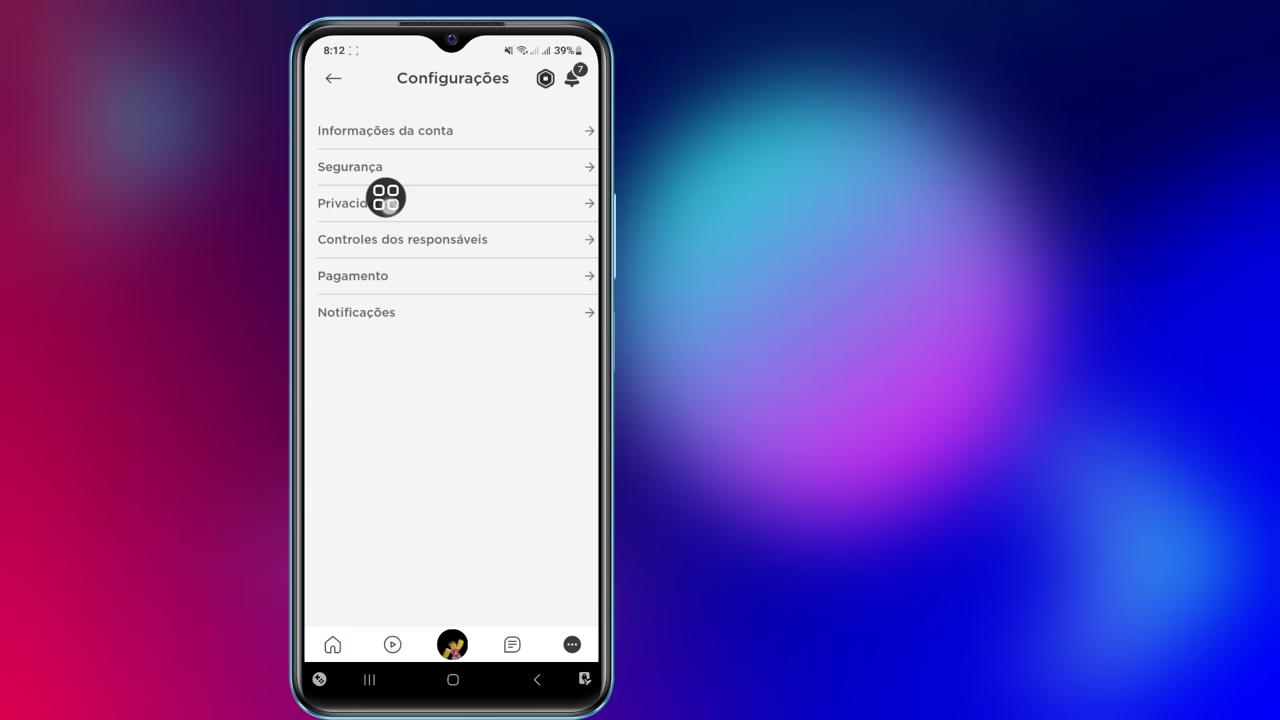 8:12
39%
Configurações
7
Informações da conta
Segurança
Controles dos responsáveis
Pagamento
Notificações